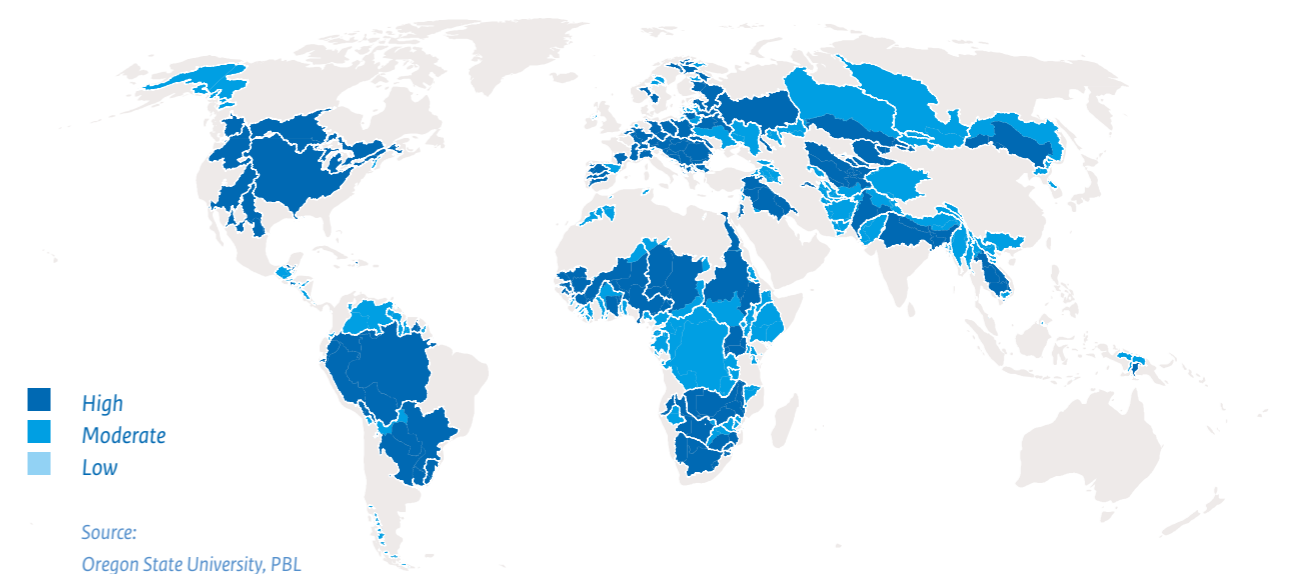 High
Moderate
Low
Source:
Oregon State University, PBL